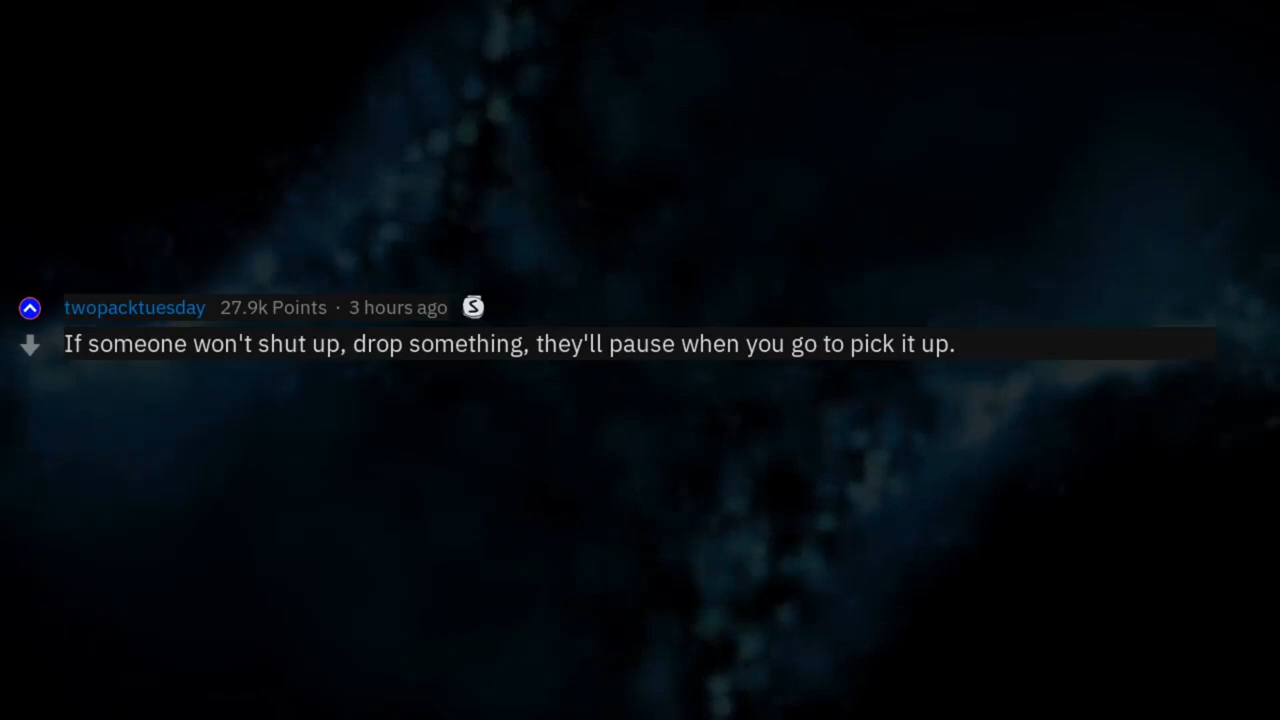 twopacktuesday 27.9k Points · 3 hours ago S
If someone won't shut up, drop something, they'll pause when you go to pick it up.